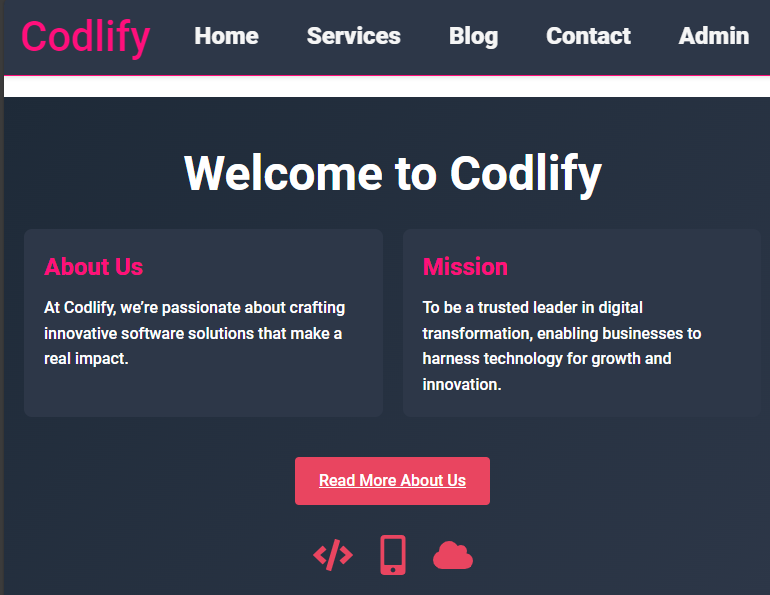 Codlify Home Services Blog Contact Admin
Welcome to Codlify
About Us
At Codlify, we’re passionate about crafting
innovative software solutions that make a
real impact.
Mission
To be a trusted leader in digital
transformation, enabling businesses to
harness technology for growth and
innovation.
Read More About Us